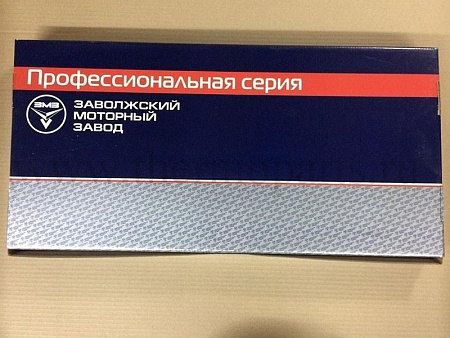 Профессиональная серия
ЗМЗ
ЗАВОЛЖСКИЙ
МОТОРНЫЙ
ЗАВОД